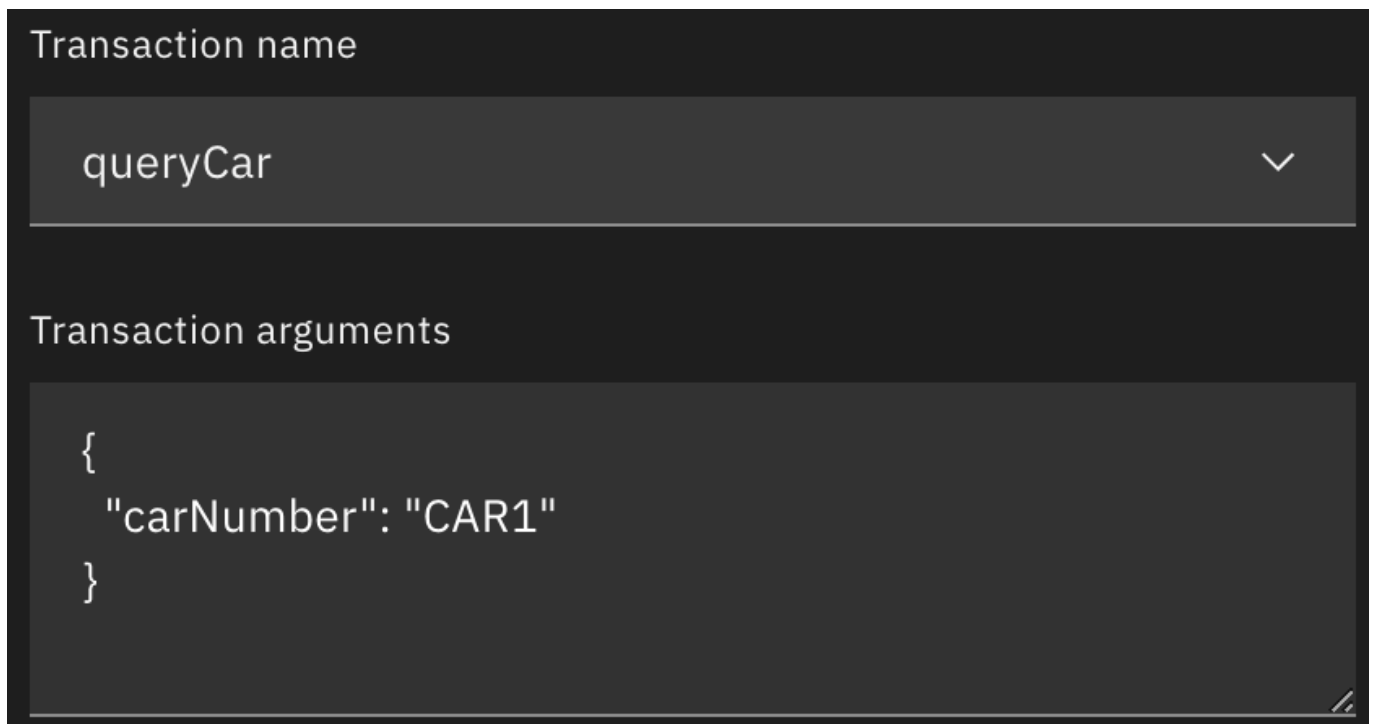 Transaction name
queryCar
Transaction arguments
{
"carNumber": "CAR1"
}